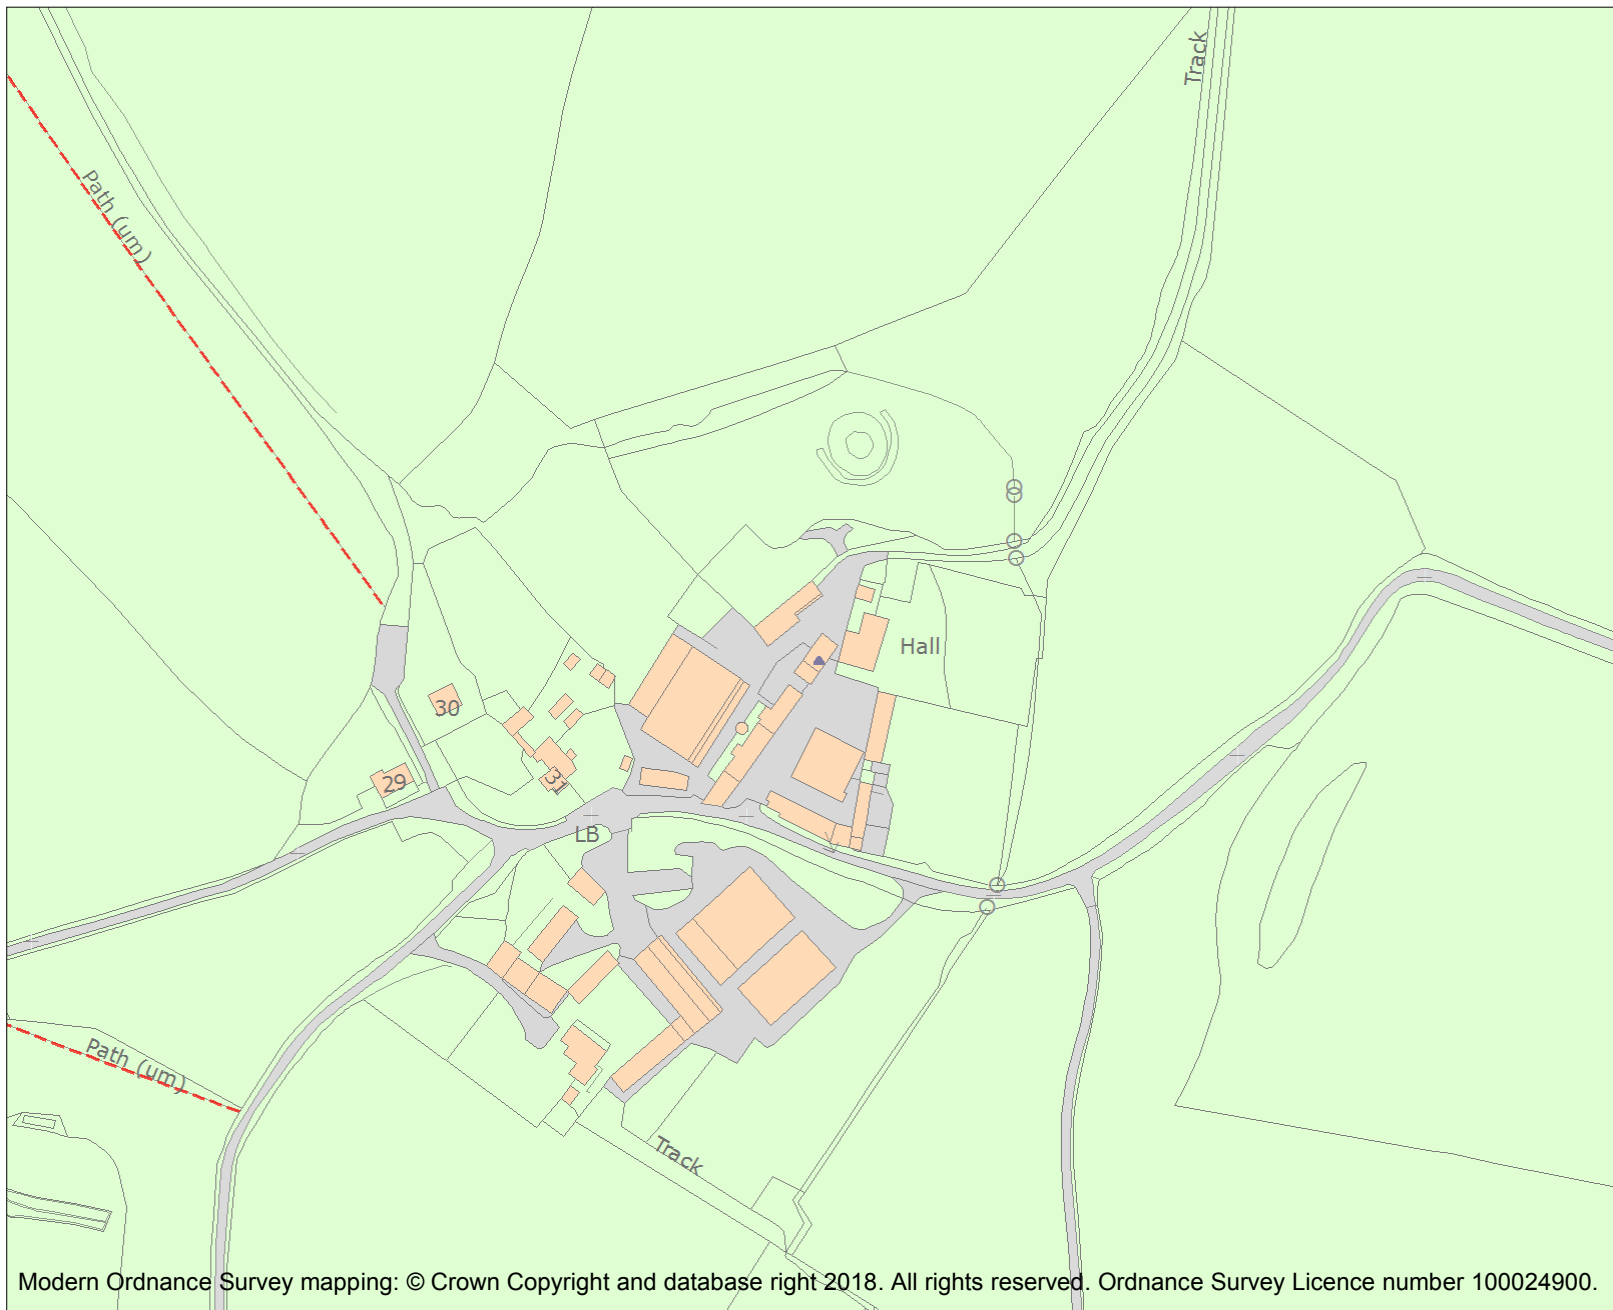 Track
Path (um)
Hall
30
29
31
LB
Path (um)
Track
Modern Ordnance Survey mapping: © Crown Copyright and database right 2018. All rights reserved. Ordnance Survey Licence number 100024900.